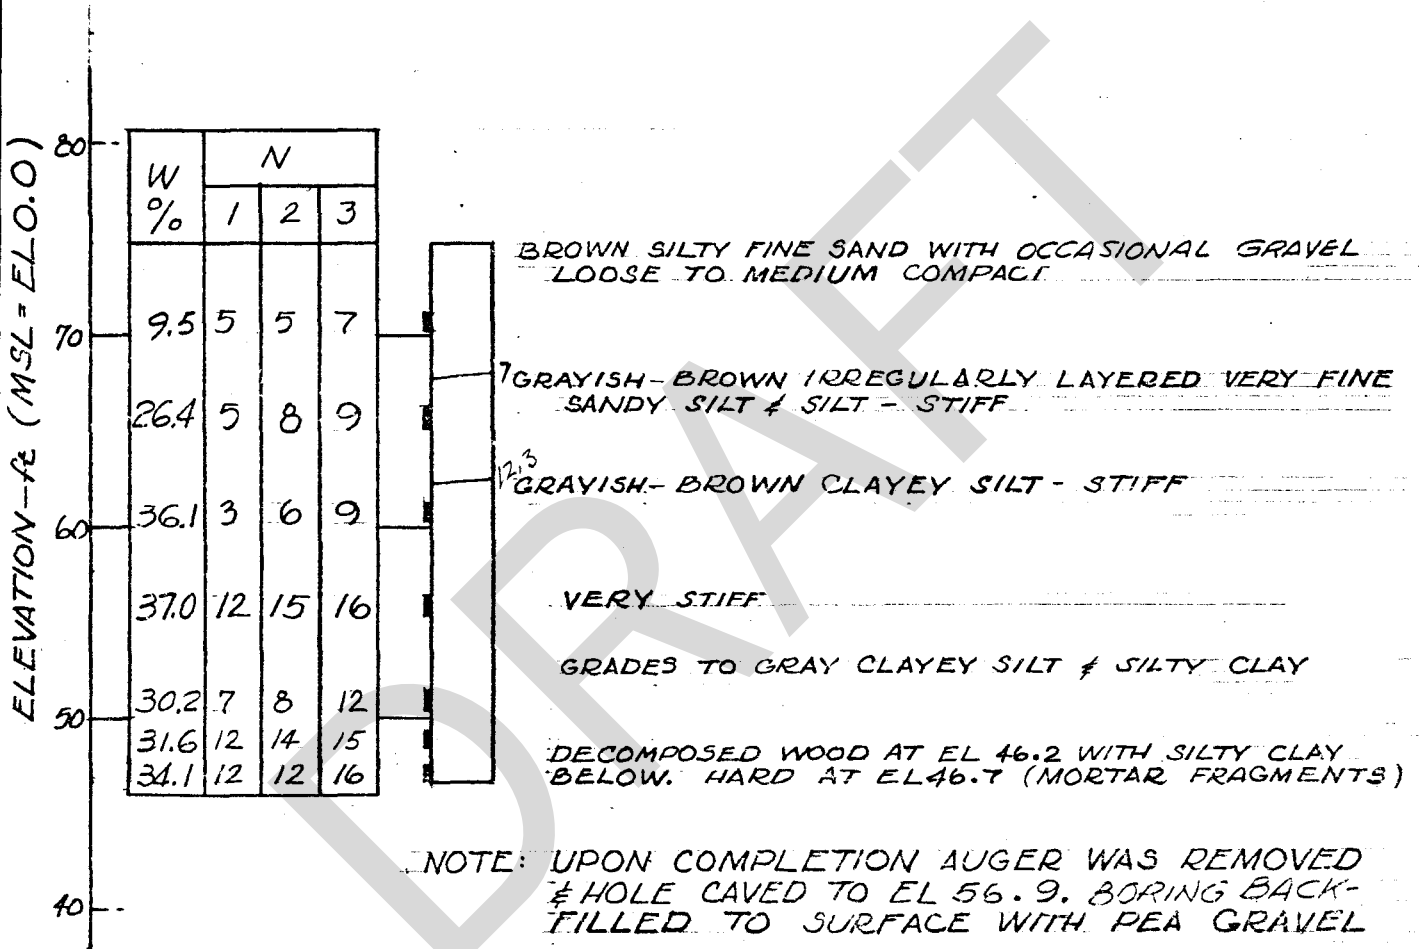 DRAFT
ELEVATION-ft (MSL = EL 0.0)
80
70
60
50
40
W %
N
1 2 3
9.5 5 5 7
26.4 5 8 9
36.1 3 6 9
37.0 12 15 16
30.2 7 8 12
31.6 12 14 15
34.1 12 12 16
BROWN SILTY FINE SAND WITH OCCASIONAL GRAVEL
LOOSE TO MEDIUM COMPACT
7 GRAYISH-BROWN IRREGULARLY LAYERED VERY FINE
SANDY SILT & SILT - STIFF
12.3
GRAYISH-BROWN CLAYEY SILT - STIFF
VERY STIFF
GRADES TO GRAY CLAYEY SILT & SILTY CLAY
DECOMPOSED WOOD AT EL 46.2 WITH SILTY CLAY
BELOW. HARD AT EL 46.7 (MORTAR FRAGMENTS)
NOTE: UPON COMPLETION AUGER WAS REMOVED
& HOLE CAVED TO EL 56.9. BORING BACK-
FILLED TO SURFACE WITH PEA GRAVEL